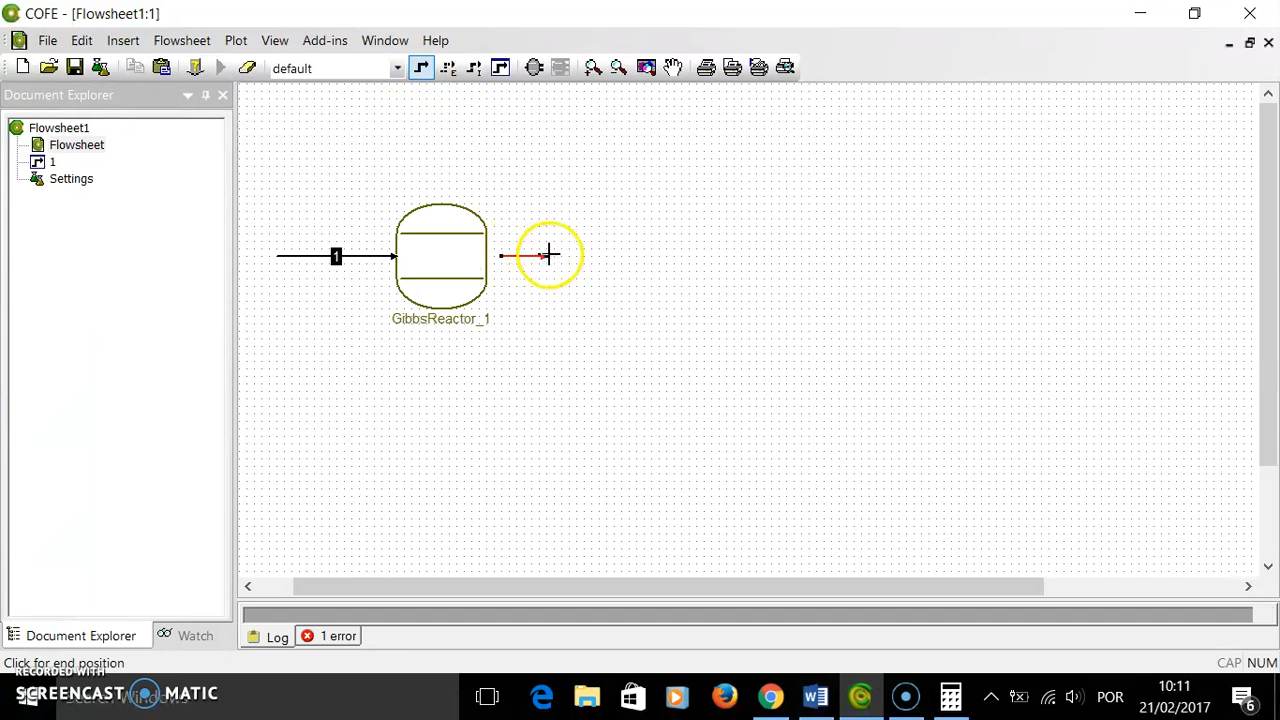 COFE - [Flowsheet1:1]
File Edit Insert Flowsheet Plot View Add-ins Window Help
default
Document Explorer
Flowsheet1
Flowsheet
1
Settings
1
GibbsReactor_1
Document Explorer
Watch
Log
1 error
Click for end position
CAP NUM
RECORDED WITH
SCREENCAST MATIC
Search Windows
POR
10:11
21/02/2017
6